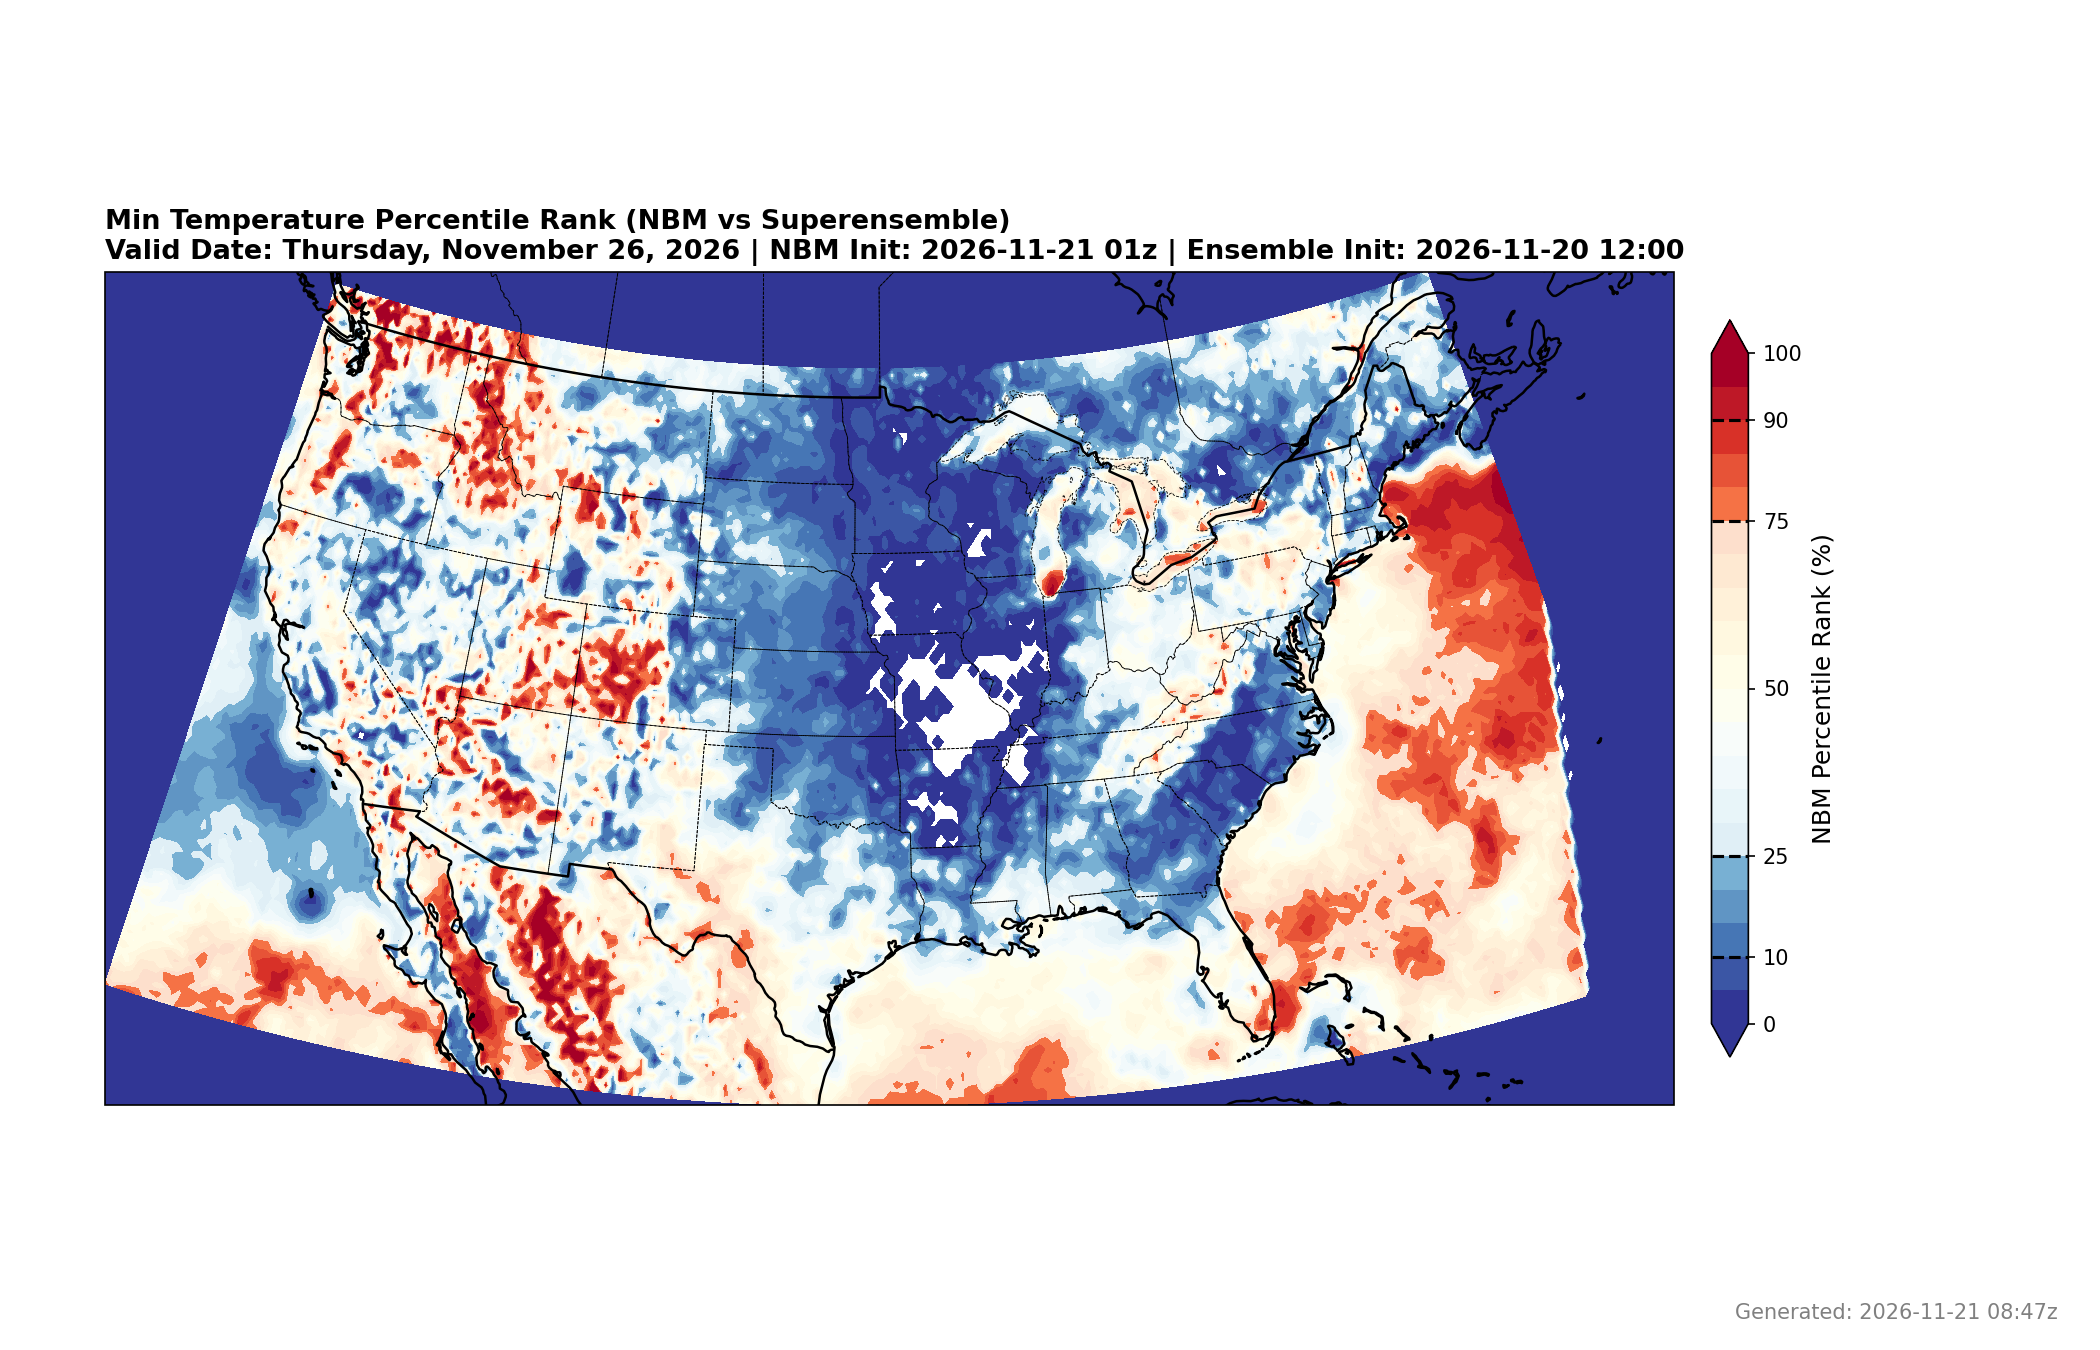 Min Temperature Percentile Rank (NBM vs Superensemble)
Valid Date: Thursday, November 26, 2026 | NBM Init: 2026-11-21 01z | Ensemble Init: 2026-11-20 12:00
100
90
75
50
25
10
0
NBM Percentile Rank (%)
Generated: 2026-11-21 08:47z